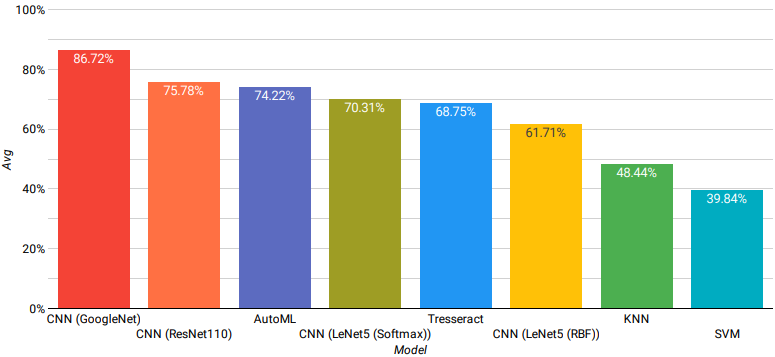 100%
80%
60%
40%
20%
0%
Avg
86.72%
75.78%
74.22%
70.31%
68.75%
61.71%
48.44%
39.84%
CNN (GoogleNet)
CNN (ResNet110)
AutoML
CNN (LeNet5 (Softmax))
Tresseract
CNN (LeNet5 (RBF))
KNN
SVM
Model